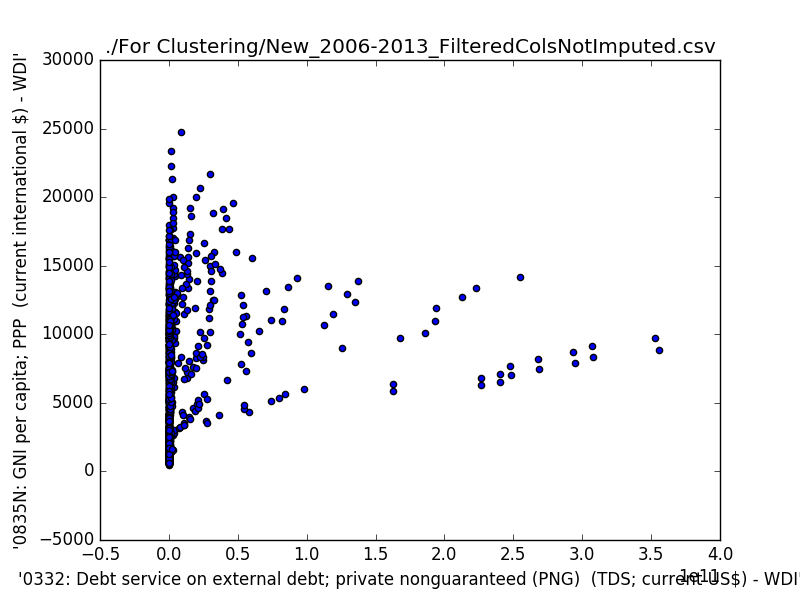 ./For Clustering/New_2006-2013_FilteredColsNotImputed.csv
'0835N: GNI per capita; PPP  (current international $) - WDI'
30000
25000
20000
15000
10000
5000
0
−5000
−0.5 0.0 0.5 1.0 1.5 2.0 2.5 3.0 3.5 4.0
1e11
'0332: Debt service on external debt; private nonguaranteed (PNG)  (TDS; current US$) - WDI'